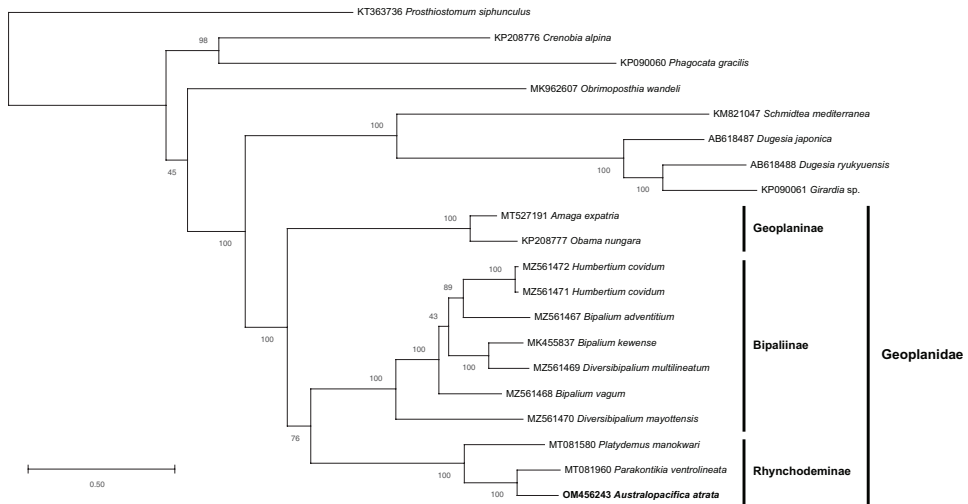 KT363736 Prosthiostomum siphunculus
98
KP208776 Crenobia alpina
KP090060 Phagocata gracilis
45
MK962607 Obrimoposthia wandeli
100
100
KM821047 Schmidtea mediterranea
100
AB618487 Dugesia japonica
100
AB618488 Dugesia ryukyuensis
KP090061 Girardia sp.
100
100
MT527191 Amaga expatria
KP208777 Obama nungara
Geoplaninae
76
100
43
89
100
MZ561472 Humbertium covidum
MZ561471 Humbertium covidum
MZ561467 Bipalium adventitium
100
MK455837 Bipalium kewense
MZ561469 Diversibipalium multilineatum
100
MZ561468 Bipalium vagum
MZ561470 Diversibipalium mayottensis
Bipaliinae
Geoplanidae
100
MT081580 Platydemus manokwari
100
MT081960 Parakontikia ventrolineata
OM456243 Australopacifica atrata
Rhynchodeminae
0.50